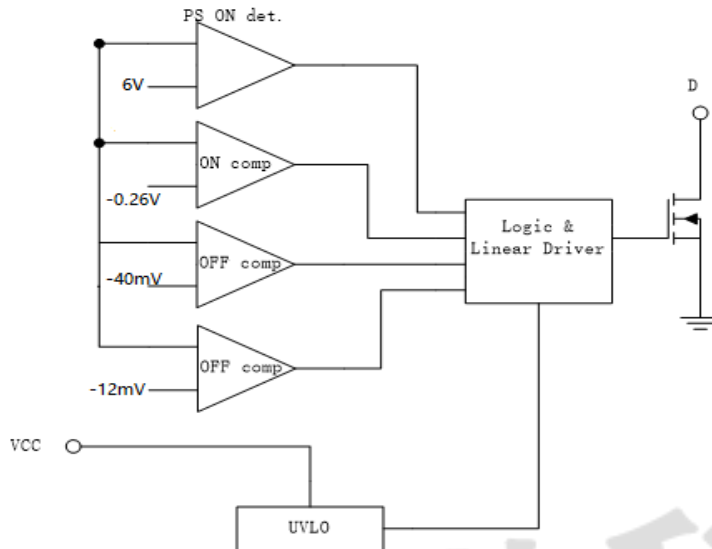 PS ON det.
6V
D
ON comp
-0.26V
Logic &
Linear Driver
OFF comp
-40mV
OFF comp
-12mV
VCC
UVLO